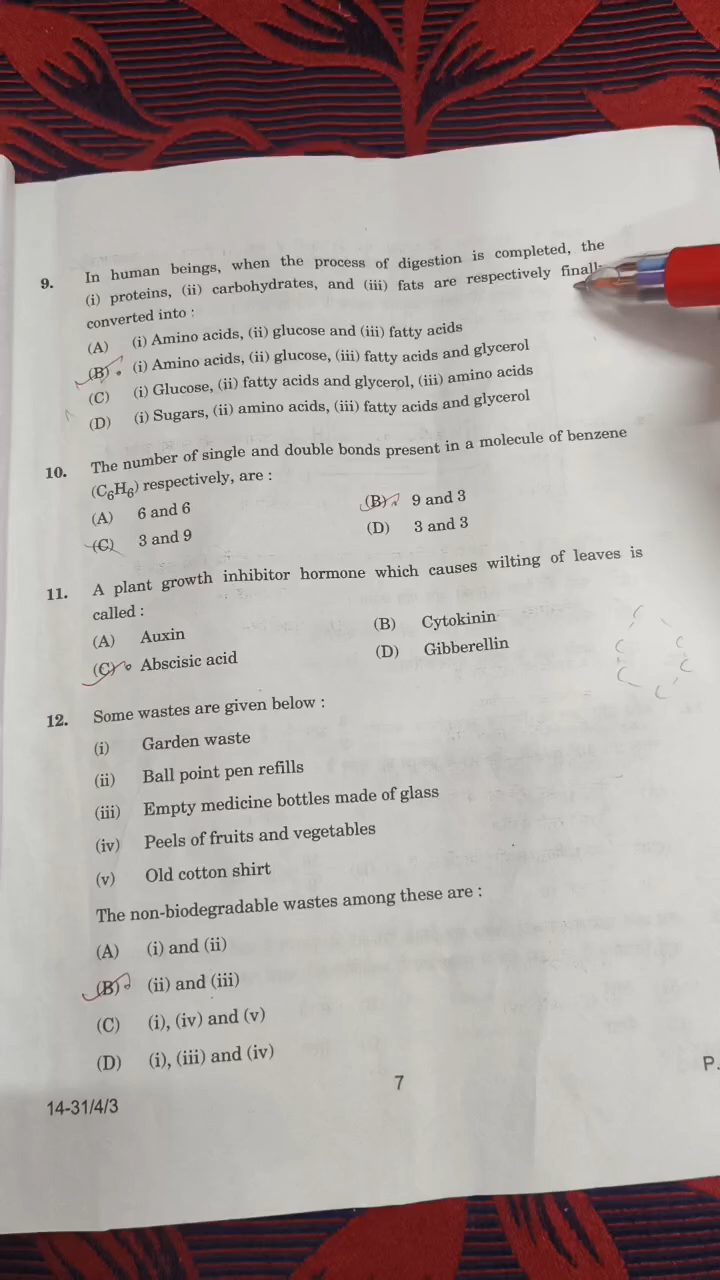 9. In human beings, when the process of digestion is completed, the
(i) proteins, (ii) carbohydrates, and (iii) fats are respectively
converted into :
(A) (i) Amino acids, (ii) glucose and (iii) fatty acids
(B) (i) Amino acids, (ii) glucose, (iii) fatty acids and glycerol
(C) (i) Glucose, (ii) fatty acids and glycerol, (iii) amino acids
(D) (i) Sugars, (ii) amino acids, (iii) fatty acids and glycerol
10. The number of single and double bonds present in a molecule of benzene
(C₆H₆) respectively, are :
(A) 6 and 6 (B) 9 and 3
(C) 3 and 9 (D) 3 and 3
11. A plant growth inhibitor hormone which causes wilting of leaves is
called :
(A) Auxin (B) Cytokinin
(C) Abscisic acid (D) Gibberellin
12. Some wastes are given below :
(i) Garden waste
(ii) Ball point pen refills
(iii) Empty medicine bottles made of glass
(iv) Peels of fruits and vegetables
(v) Old cotton shirt
The non-biodegradable wastes among these are :
(A) (i) and (ii)
(B) (ii) and (iii)
(C) (i), (iv) and (v)
(D) (i), (iii) and (iv)
14-31/4/3 7 P.